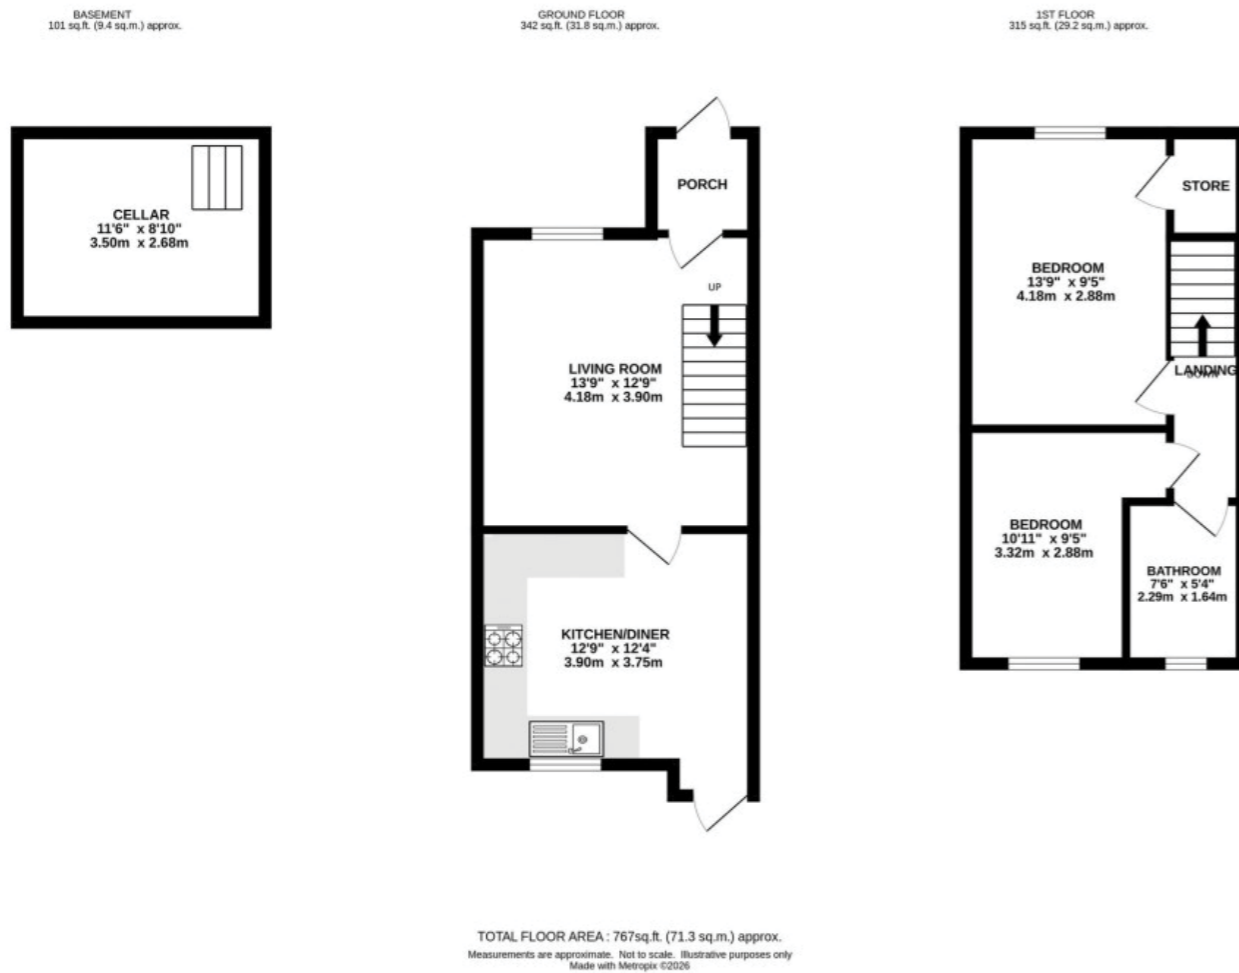 BASEMENT
101 sq.ft. (9.4 sq.m.) approx.
GROUND FLOOR
342 sq.ft. (31.8 sq.m.) approx.
1ST FLOOR
315 sq.ft. (29.2 sq.m.) approx.
CELLAR
11'6" x 8'10"
3.50m x 2.68m
PORCH
UP
LIVING ROOM
13'9" x 12'9"
4.18m x 3.90m
KITCHEN/DINER
12'9" x 12'4"
3.90m x 3.75m
STORE
BEDROOM
13'9" x 9'5"
4.18m x 2.88m
LANDING
DOWN
BEDROOM
10'11" x 9'5"
3.32m x 2.88m
BATHROOM
7'6" x 5'4"
2.29m x 1.64m
TOTAL FLOOR AREA : 767sq.ft. (71.3 sq.m.) approx.
Measurements are approximate. Not to scale. Illustrative purposes only
Made with Metropix ©2026